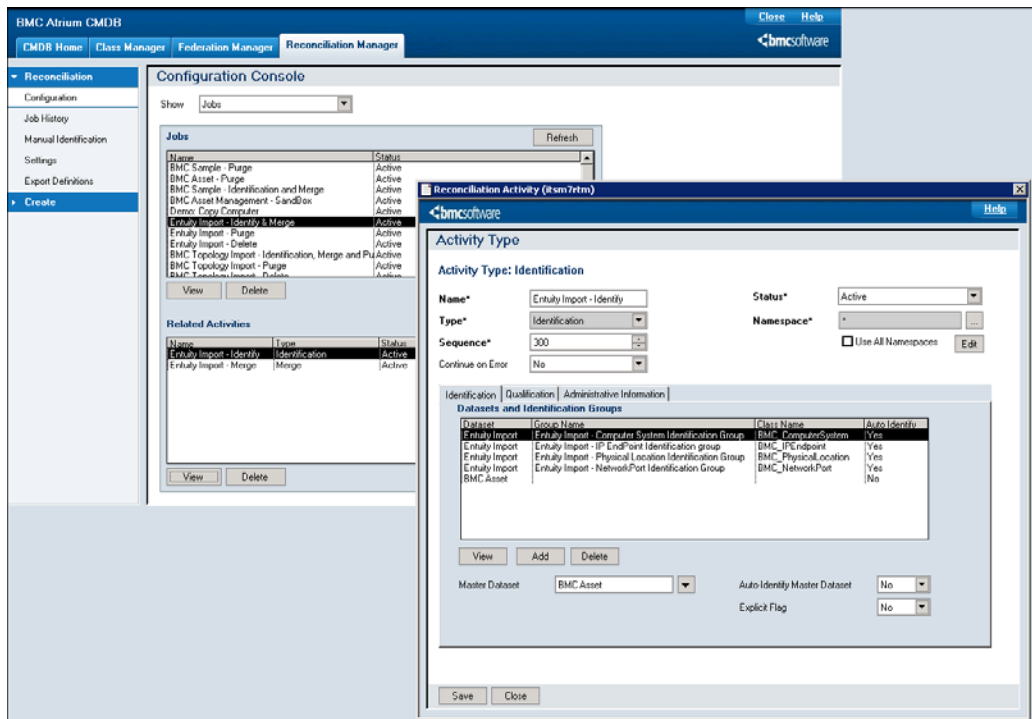 BMC Atrium CMDB
Close Help
CMDB Home Class Manager Federation Manager Reconciliation Manager
bmcsoftware
Reconciliation
Configuration
Job History
Manual Identification
Settings
Export Definitions
Create
Configuration Console
Show Jobs
Jobs
Refresh
Name Status
BMC Sample - Purge Active
BMC Asset - Purge Active
BMC Sample - Identification and Merge Active
BMC Asset Management - SandBox Active
Demo: Copy Computer Active
Entuity Import - Identify & Merge Active
Entuity Import - Purge Active
Entuity Import - Delete Active
BMC Topology Import - Identification, Merge and Pu Active
BMC Topology Import - Purge Active
BMC Topology Import - Delete Active
View Delete
Related Activities
Name Type Status
Entuity Import - Identify Identification Active
Entuity Import - Merge Merge Active
View Delete
Reconciliation Activity (itsm7rtm)
bmcsoftware Help
Activity Type
Activity Type: Identification
Name* Entuity Import - Identify Status* Active
Type* Identification Namespace* * ...
Sequence* 300 Use All Namespaces Edit
Continue on Error No
Identification Qualification Administrative Information
Datasets and Identification Groups
Dataset Group Name Class Name Auto Identify
Entuity Import Entuity Import - Computer System Identification Group BMC_ComputerSystem Yes
Entuity Import Entuity Import - IP EndPoint Identification group BMC_IPEndpoint Yes
Entuity Import Entuity Import - Physical Location Identification Group BMC_PhysicalLocation Yes
Entuity Import Entuity Import - NetworkPort Identification Group BMC_NetworkPort Yes
BMC Asset No
View Add Delete
Master Dataset BMC Asset Auto-Identify Master Dataset No
Explicit Flag No
Save Close